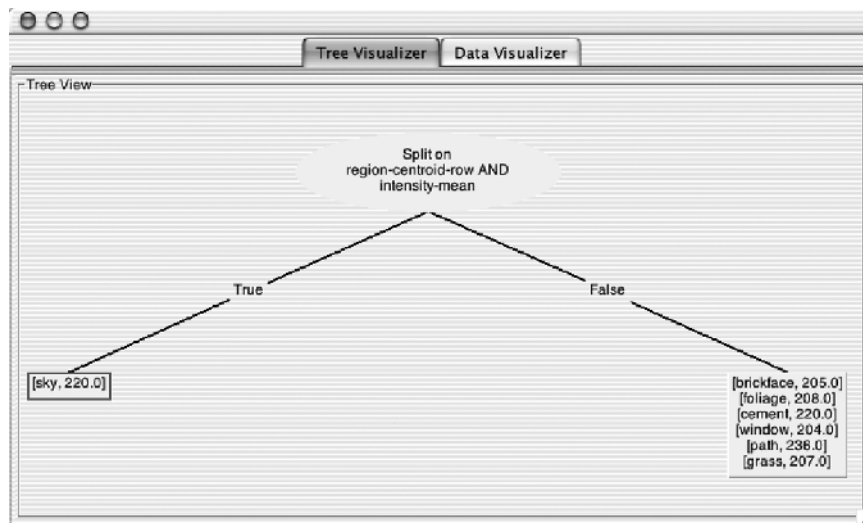 Tree Visualizer
Data Visualizer
Tree View
Split on
region-centroid-row AND
intensity-mean
True
False
[sky, 220.0]
[brickface, 205.0]
[foliage, 208.0]
[cement, 220.0]
[window, 204.0]
[path, 236.0]
[grass, 207.0]